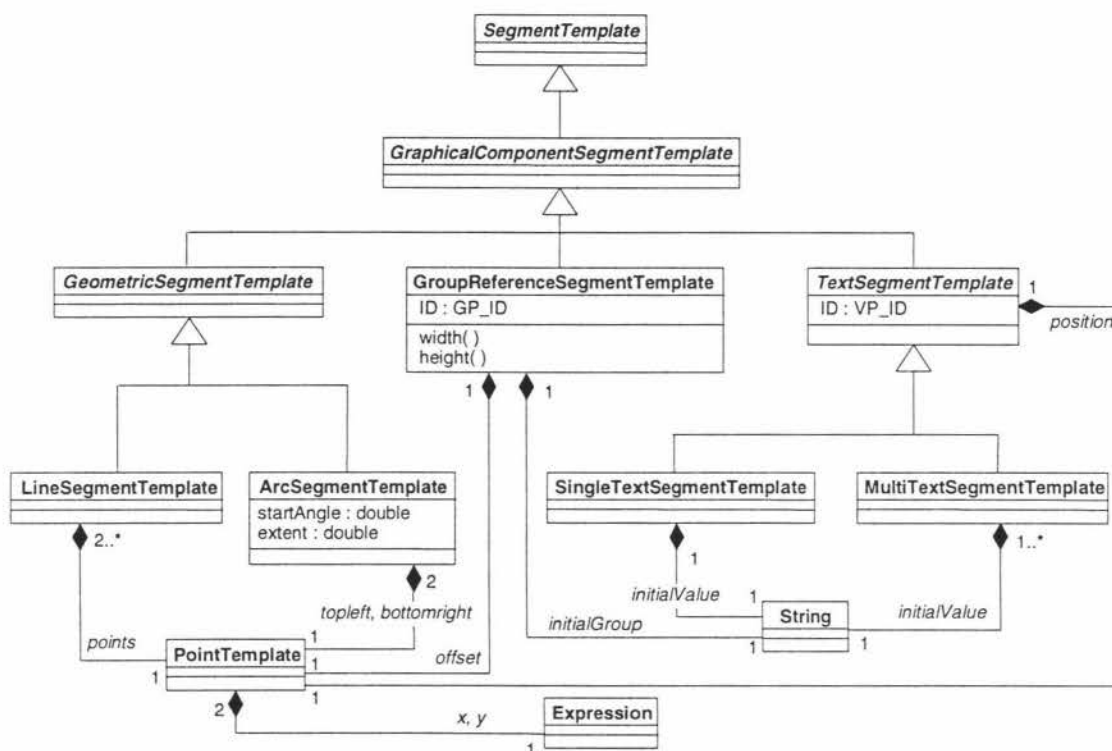 SegmentTemplate
GraphicalComponentSegmentTemplate
GeometricSegmentTemplate
GroupReferenceSegmentTemplate
ID : GP_ID
width( )
height( )
TextSegmentTemplate
ID : VP_ID
1
position
1
1
LineSegmentTemplate
ArcSegmentTemplate
startAngle : double
extent : double
SingleTextSegmentTemplate
MultiTextSegmentTemplate
2..*
2
1
1..*
topleft, bottomright
initialValue
1
String
initialValue
points
1
offset
initialGroup
1
1
PointTemplate
1
1
1
2
x, y
Expression
1